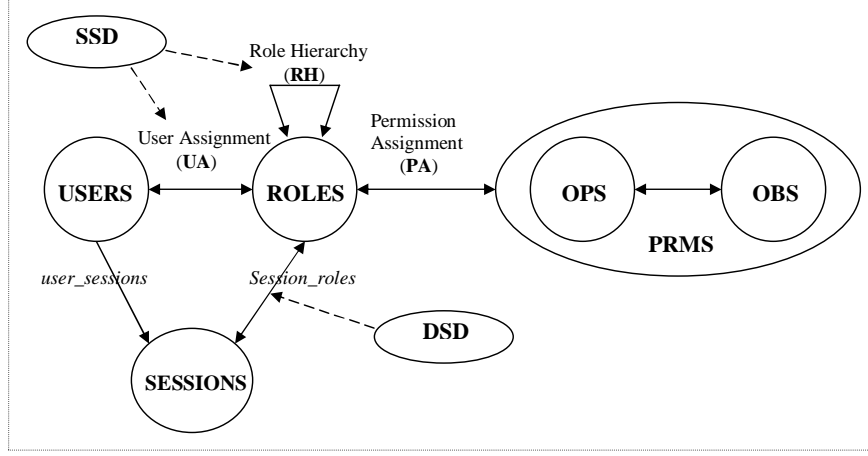 SSD
Role Hierarchy
(RH)
User Assignment
(UA)
Permission
Assignment
(PA)
USERS
ROLES
OPS
OBS
PRMS
user_sessions
Session_roles
DSD
SESSIONS